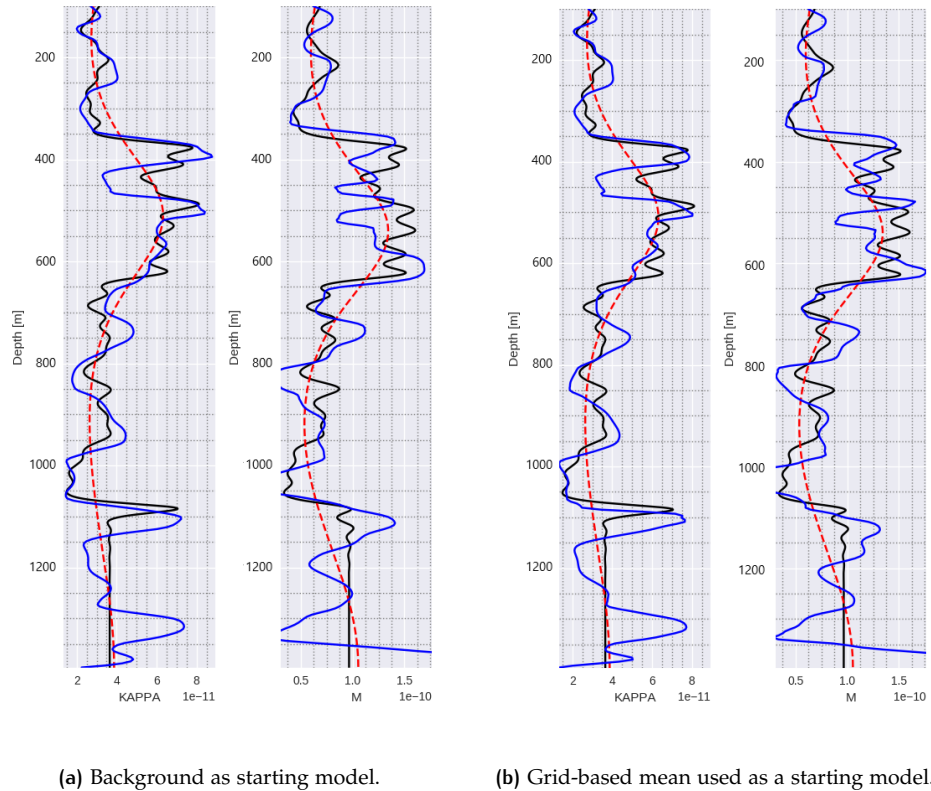 200
400
600
800
1000
1200
Depth [m]
2 4 6 8
KAPPA 1e-11
200
400
600
800
1000
1200
Depth [m]
0.5 1.0 1.5
M 1e-10
200
400
600
800
1000
1200
Depth [m]
2 4 6 8
KAPPA 1e-11
200
400
600
800
1000
1200
Depth [m]
0.5 1.0 1.5
M 1e-10
(a) Background as starting model.
(b) Grid-based mean used as a starting model.